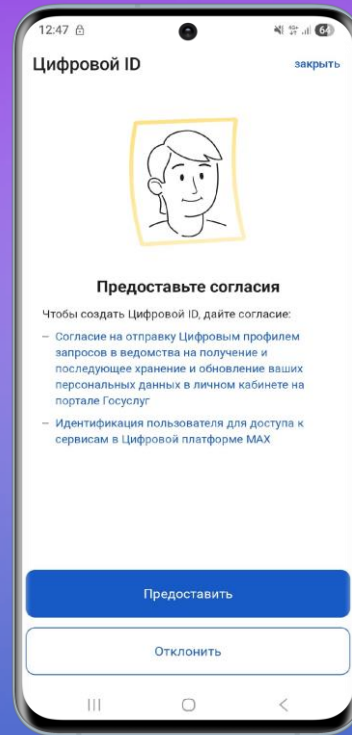 12:47
64
Цифровой ID
закрыть
Предоставьте согласия
Чтобы создать Цифровой ID, дайте согласие:
– Согласие на отправку Цифровым профилем
запросов в ведомства на получение и
последующее хранение и обновление ваших
персональных данных в личном кабинете на
портале Госуслуг
– Идентификация пользователя для доступа к
сервисам в Цифровой платформе MAX
Предоставить
Отклонить